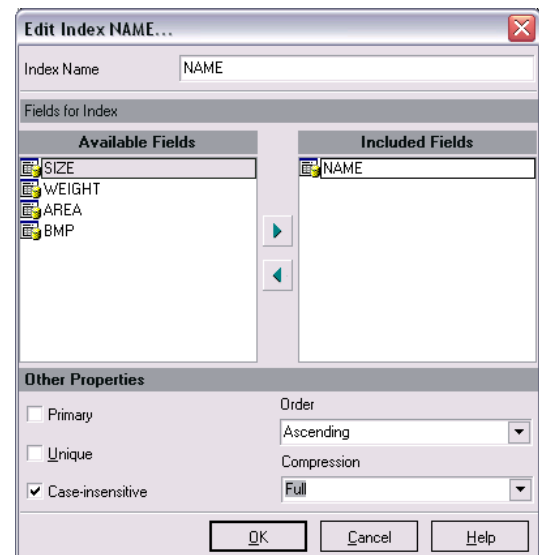 Edit Index NAME...
Index Name NAME
Fields for Index
Available Fields
SIZE
WEIGHT
AREA
BMP
Included Fields
NAME
Other Properties
Primary
Unique
Case-insensitive
Order
Ascending
Compression
Full
OK Cancel Help